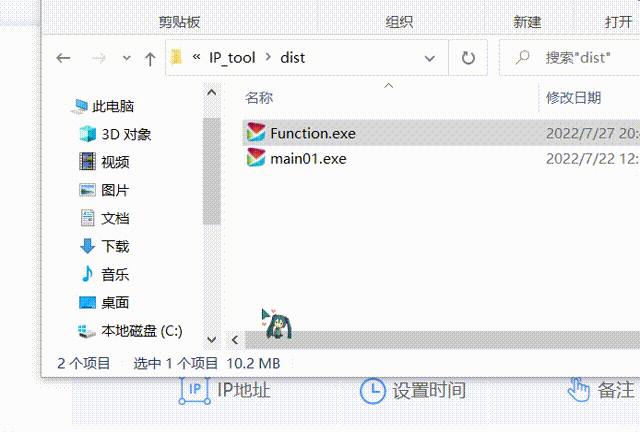 剪贴板 组织 新建 打开
« IP_tool › dist 搜索"dist"
名称 修改日期
此电脑
3D 对象
视频
图片
文档
下载
音乐
桌面
本地磁盘 (C:)
Function.exe 2022/7/27 20:
main01.exe 2022/7/22 12:
2 个项目 选中 1 个项目 10.2 MB
IP IP地址 设置时间 备注